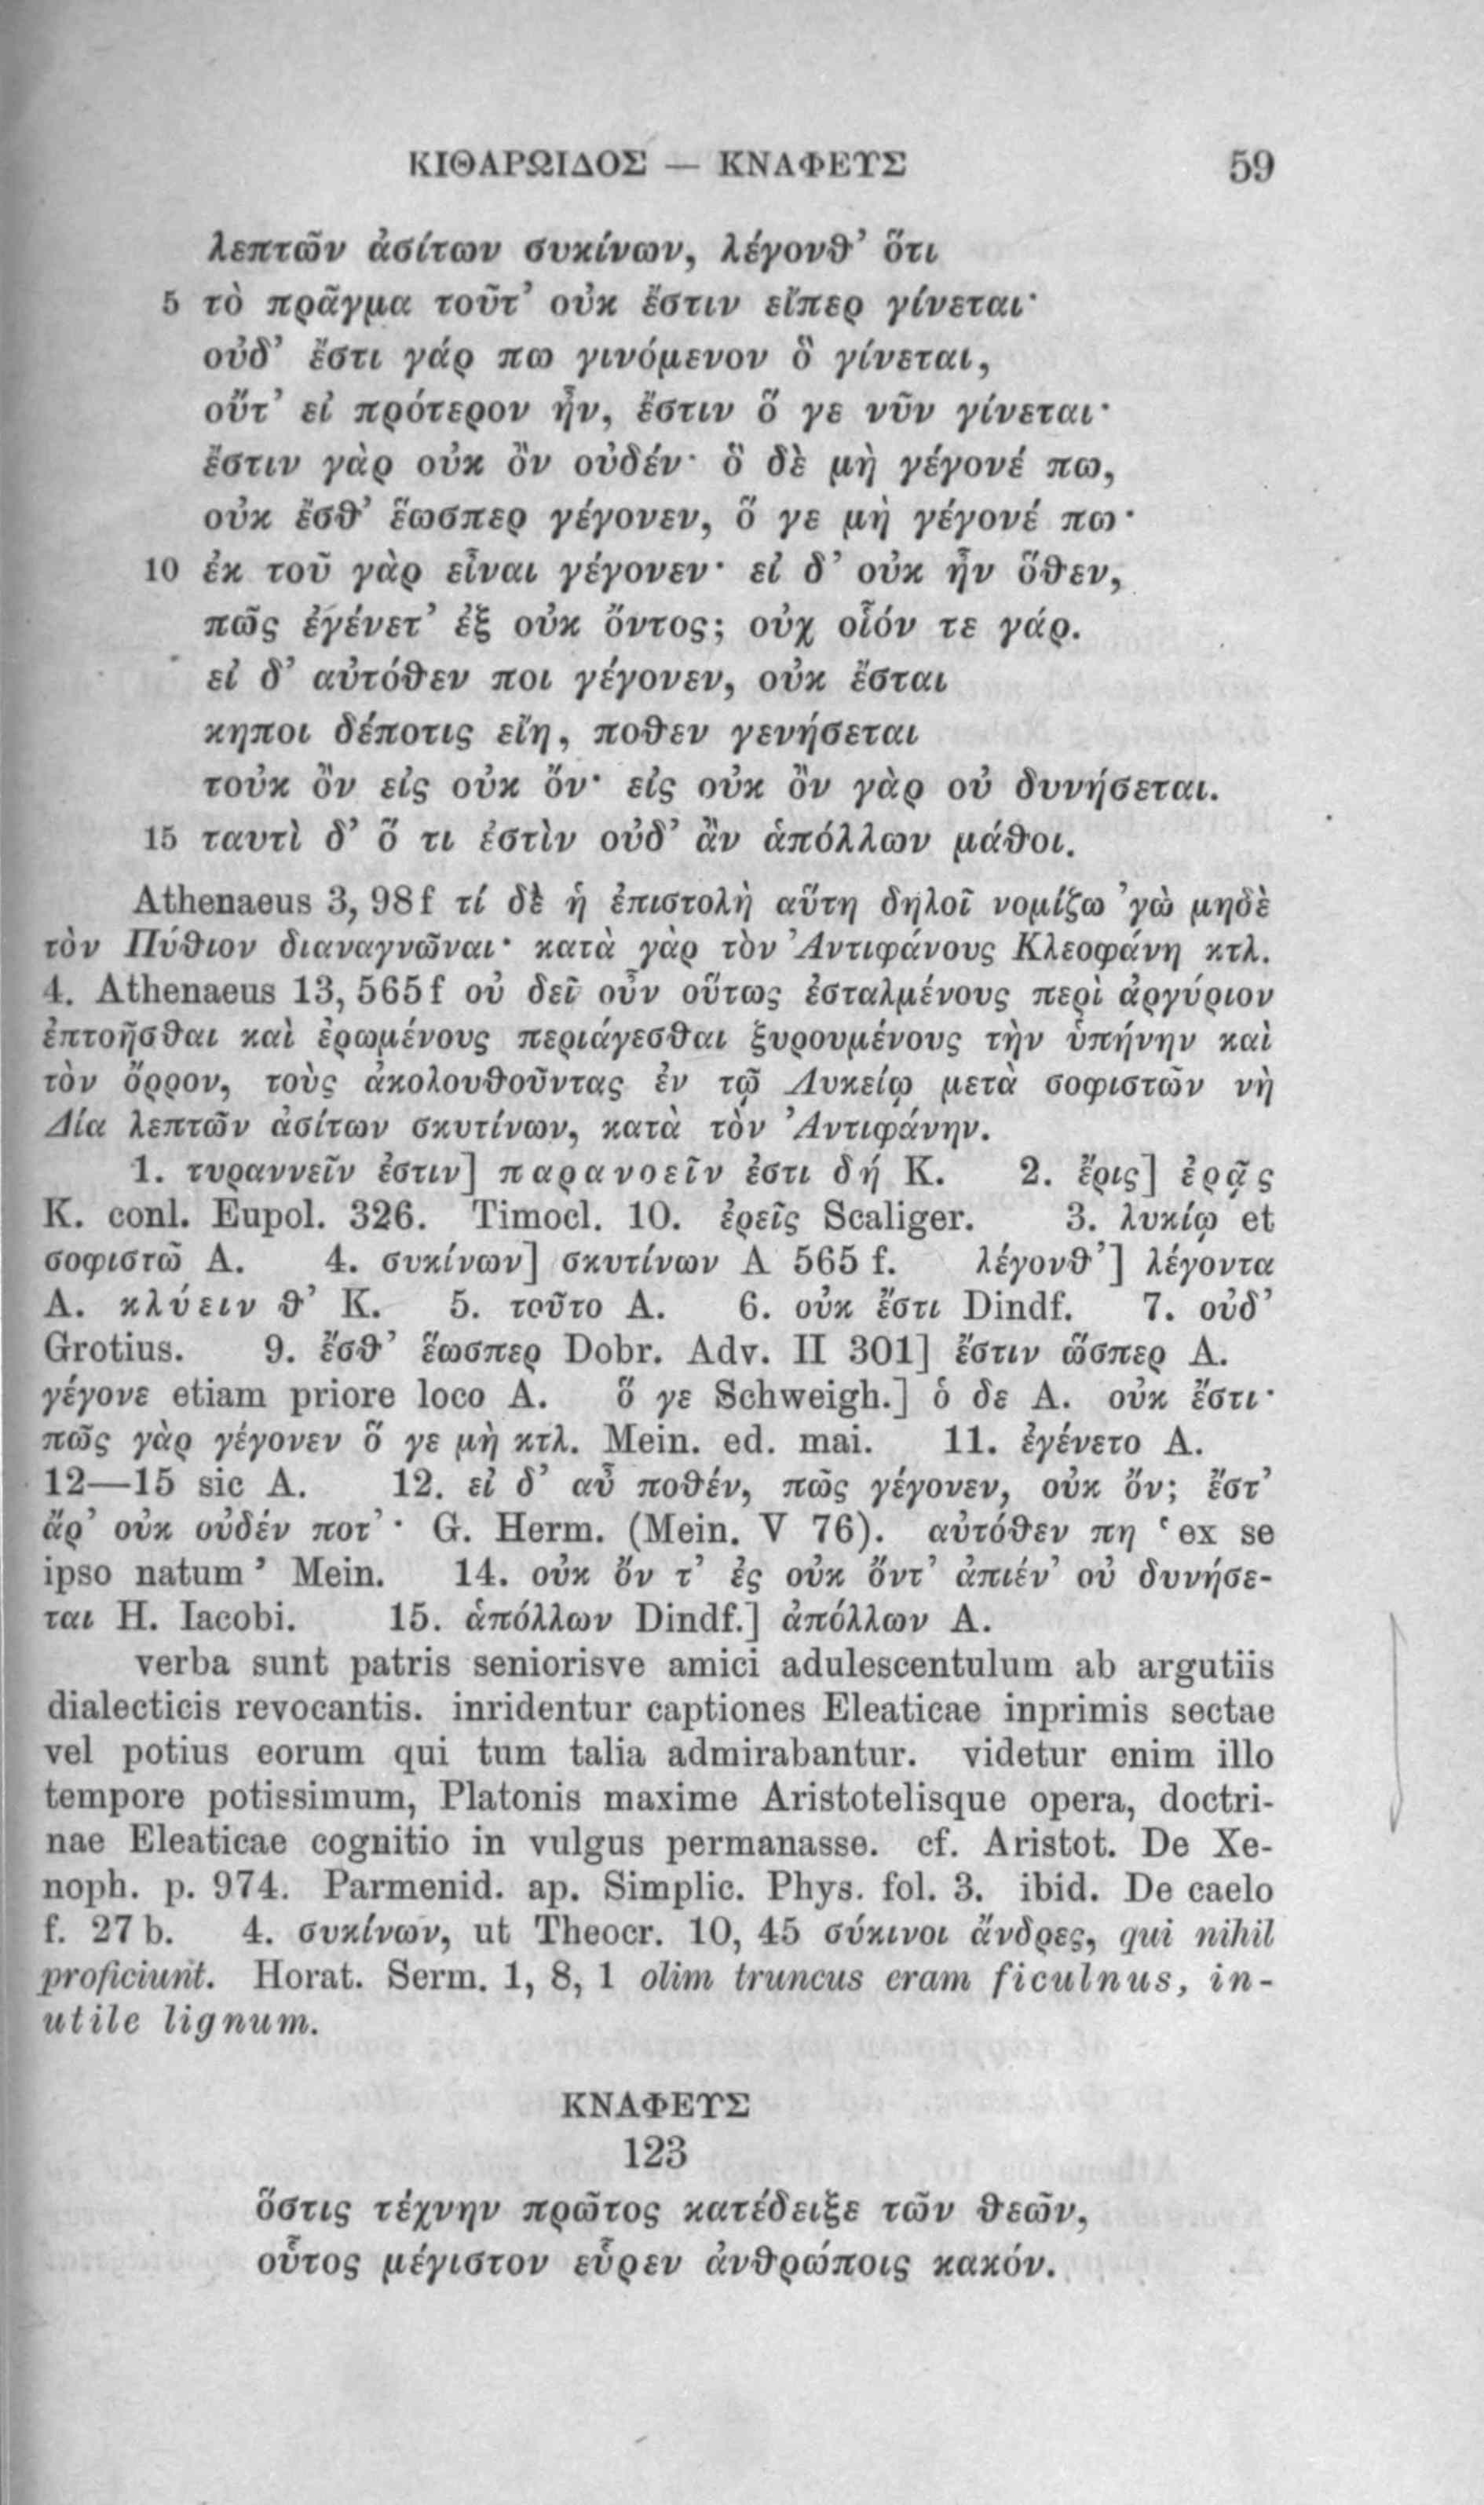 ΚΙΘΑΡΩΙΔΟΣ — ΚΝΑΦΕΥΣ 59
λεπτῶν ἀσίτων συκίνων, λέγονθ’ ὅτι
5 τὸ πρᾶγμα τοῦτ’ οὐκ ἔστιν εἴπερ γίνεται·
οὐδ’ ἔστι γάρ πω γινόμενον ὃ γίνεται,
οὔτ’ εἰ πρότερον ἦν, ἔστιν ὅ γε νῦν γίνεται·
ἔστιν γὰρ οὐκ ὂν οὐδέν· ὃ δὲ μὴ γέγονέ πω,
οὐκ ἔσθ’ ἕωσπερ γέγονεν, ὅ γε μὴ γέγονέ πω·
10 ἐκ τοῦ γὰρ εἶναι γέγονεν· εἰ δ’ οὐκ ἦν ὅθεν,
πῶς ἐγένετ’ ἐξ οὐκ ὄντος; οὐχ οἷόν τε γάρ.
εἰ δ’ αὐτόθεν ποι γέγονεν, οὐκ ἔσται
κηποι δέποτις εἴη, ποθεν γενήσεται
τοὐκ ὂν εἰς οὐκ ὄν· εἰς οὐκ ὂν γὰρ οὐ δυνήσεται.
15 ταυτὶ δ’ ὅ τι ἐστὶν οὐδ’ ἂν ἁπόλλων μάθοι.
Athenaeus 3, 98 f τί δὲ ἡ ἐπιστολὴ αὕτη δηλοῖ νομίζω ’γὼ μηδὲ
τὸν Πύθιον διαναγνῶναι· κατὰ γὰρ τὸν Ἀντιφάνους Κλεοφάνη κτλ.
4. Athenaeus 13, 565 f οὐ δεῖ οὖν οὕτως ἐσταλμένους περὶ ἀργύριον
ἐπτοῆσθαι καὶ ἐρωμένους περιάγεσθαι ξυρουμένους τὴν ὑπήνην καὶ
τὸν ὄρρον, τοὺς ἀκολουθοῦντας ἐν τῷ Λυκείῳ μετὰ σοφιστῶν νὴ
Δία λεπτῶν ἀσίτων σκυτίνων, κατὰ τὸν Ἀντιφάνην.
1. τυραννεῖν ἐστιν] παρανοεῖν ἐστι δή K. 2. ἔρις] ἐρᾷς
K. conl. Eupol. 326. Timocl. 10. ἐρεῖς Scaliger. 3. λυκίῳ et
σοφιστῶ A. 4. συκίνων] σκυτίνων A 565 f. λέγονθ’] λέγοντα
A. κλύειν θ’ K. 5. τοῦτο A. 6. οὐκ ἔστι Dindf. 7. οὐδ’
Grotius. 9. ἔσθ’ ἕωσπερ Dobr. Adv. II 301] ἔστιν ὥσπερ A.
γέγονε etiam priore loco A. ὅ γε Schweigh.] ὁ δε A. οὐκ ἔστι·
πῶς γὰρ γέγονεν ὅ γε μὴ κτλ. Mein. ed. mai. 11. ἐγένετο A.
12—15 sic A. 12. εἰ δ’ αὖ ποθέν, πῶς γέγονεν, οὐκ ὄν; ἔστ’
ἄρ’ οὐκ οὐδέν ποτ’· G. Herm. (Mein. V 76). αὐτόθεν πη ‘ex se
ipso natum’ Mein. 14. οὐκ ὄν τ’ ἐς οὐκ ὄντ’ ἀπιέν’ οὐ δυνήσε-
ται H. Iacobi. 15. ἁπόλλων Dindf.] ἀπόλλων A.
verba sunt patris seniorisve amici adulescentulum ab argutiis
dialecticis revocantis. inridentur captiones Eleaticae inprimis sectae
vel potius eorum qui tum talia admirabantur. videtur enim illo
tempore potissimum, Platonis maxime Aristotelisque opera, doctri-
nae Eleaticae cognitio in vulgus permanasse. cf. Aristot. De Xe-
noph. p. 974. Parmenid. ap. Simplic. Phys. fol. 3. ibid. De caelo
f. 27 b. 4. συκίνων, ut Theocr. 10, 45 σύκινοι ἄνδρες, qui nihil
proficiunt. Horat. Serm. 1, 8, 1 olim truncus eram ficulnus, in-
utile lignum.
ΚΝΑΦΕΥΣ
123
ὅστις τέχνην πρῶτος κατέδειξε τῶν θεῶν,
οὗτος μέγιστον εὗρεν ἀνθρώποις κακόν.